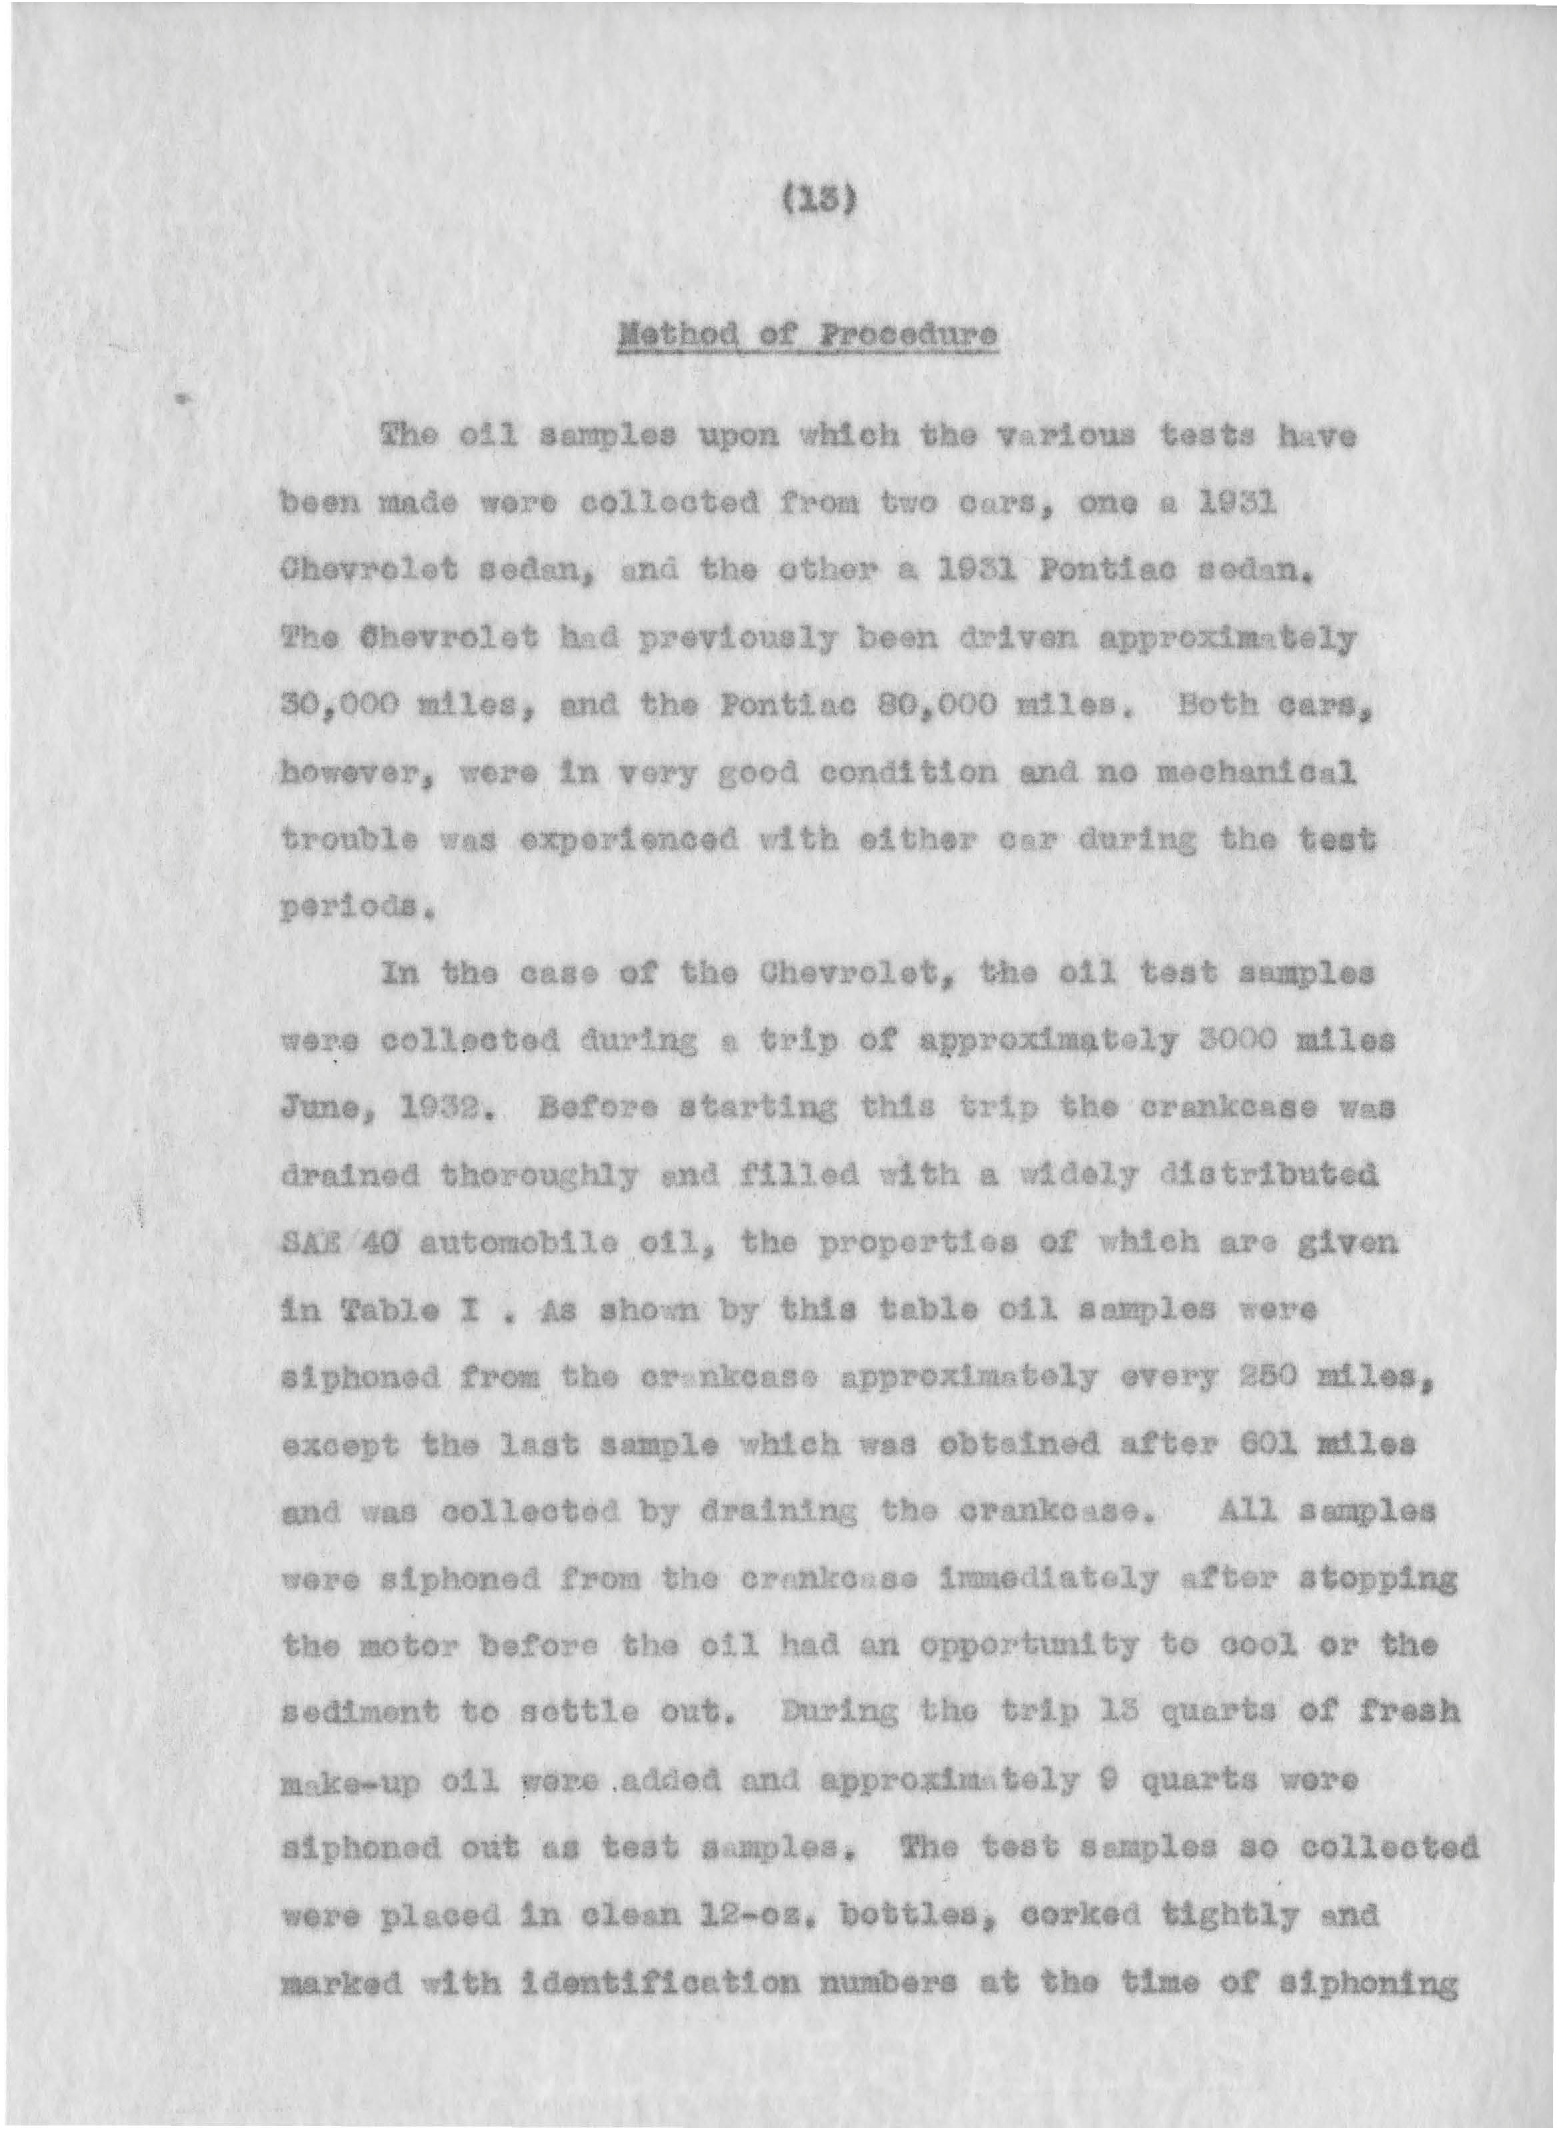 (13)
Method of Procedure
The oil samples upon which the various tests have
been made were collected from two cars, one a 1931
Chevrolet sedan, and the other a 1931 Pontiac sedan.
The Chevrolet had previously been driven approximately
30,000 miles, and the Pontiac 80,000 miles. Both cars,
however, were in very good condition and no mechanical
trouble was experienced with either car during the test
periods.
In the case of the Chevrolet, the oil test samples
were collected during a trip of approximately 3000 miles
June, 1932. Before starting this trip the crankcase was
drained thoroughly and filled with a widely distributed
SAE 40 automobile oil, the properties of which are given
in Table I . As shown by this table oil samples were
siphoned from the crankcase approximately every 250 miles,
except the last sample which was obtained after 601 miles
and was collected by draining the crankcase. All samples
were siphoned from the crankcase immediately after stopping
the motor before the oil had an opportunity to cool or the
sediment to settle out. During the trip 13 quarts of fresh
make-up oil were added and approximately 9 quarts were
siphoned out as test samples. The test samples so collected
were placed in clean 12-oz. bottles, corked tightly and
marked with identification numbers at the time of siphoning